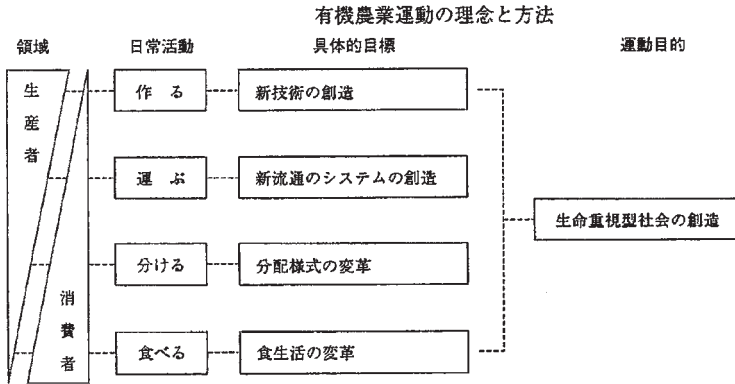 有機農業運動の理念と方法
領域 日常活動 具体的目標 運動目的
生産者
作る 新技術の創造
運ぶ 新流通のシステムの創造
生命重視型社会の創造
分ける 分配様式の変革
消費者
食べる 食生活の変革